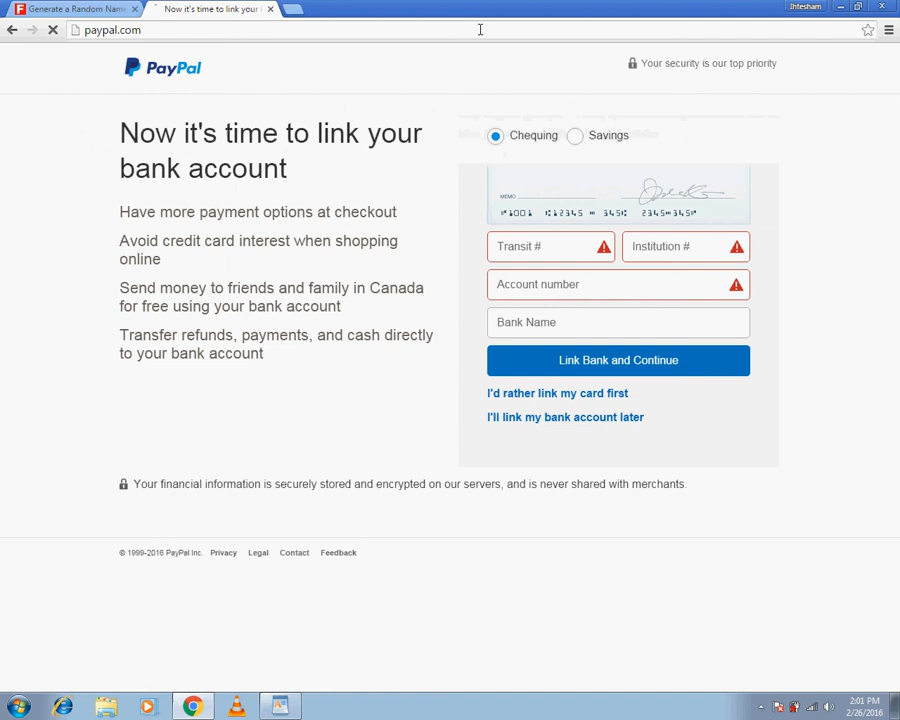 Generate a Random Name
Now it's time to link your
Ihtesham
paypal.com
PayPal
Your security is our top priority
Now it's time to link your
bank account
Chequing
Savings
Have more payment options at checkout
Avoid credit card interest when shopping
online
Send money to friends and family in Canada
for free using your bank account
Transfer refunds, payments, and cash directly
to your bank account
MEMO
Transit #
Institution #
Account number
Bank Name
Link Bank and Continue
I'd rather link my card first
I'll link my bank account later
Your financial information is securely stored and encrypted on our servers, and is never shared with merchants.
© 1999-2016 PayPal Inc. Privacy Legal Contact Feedback
2:01 PM
2/26/2016